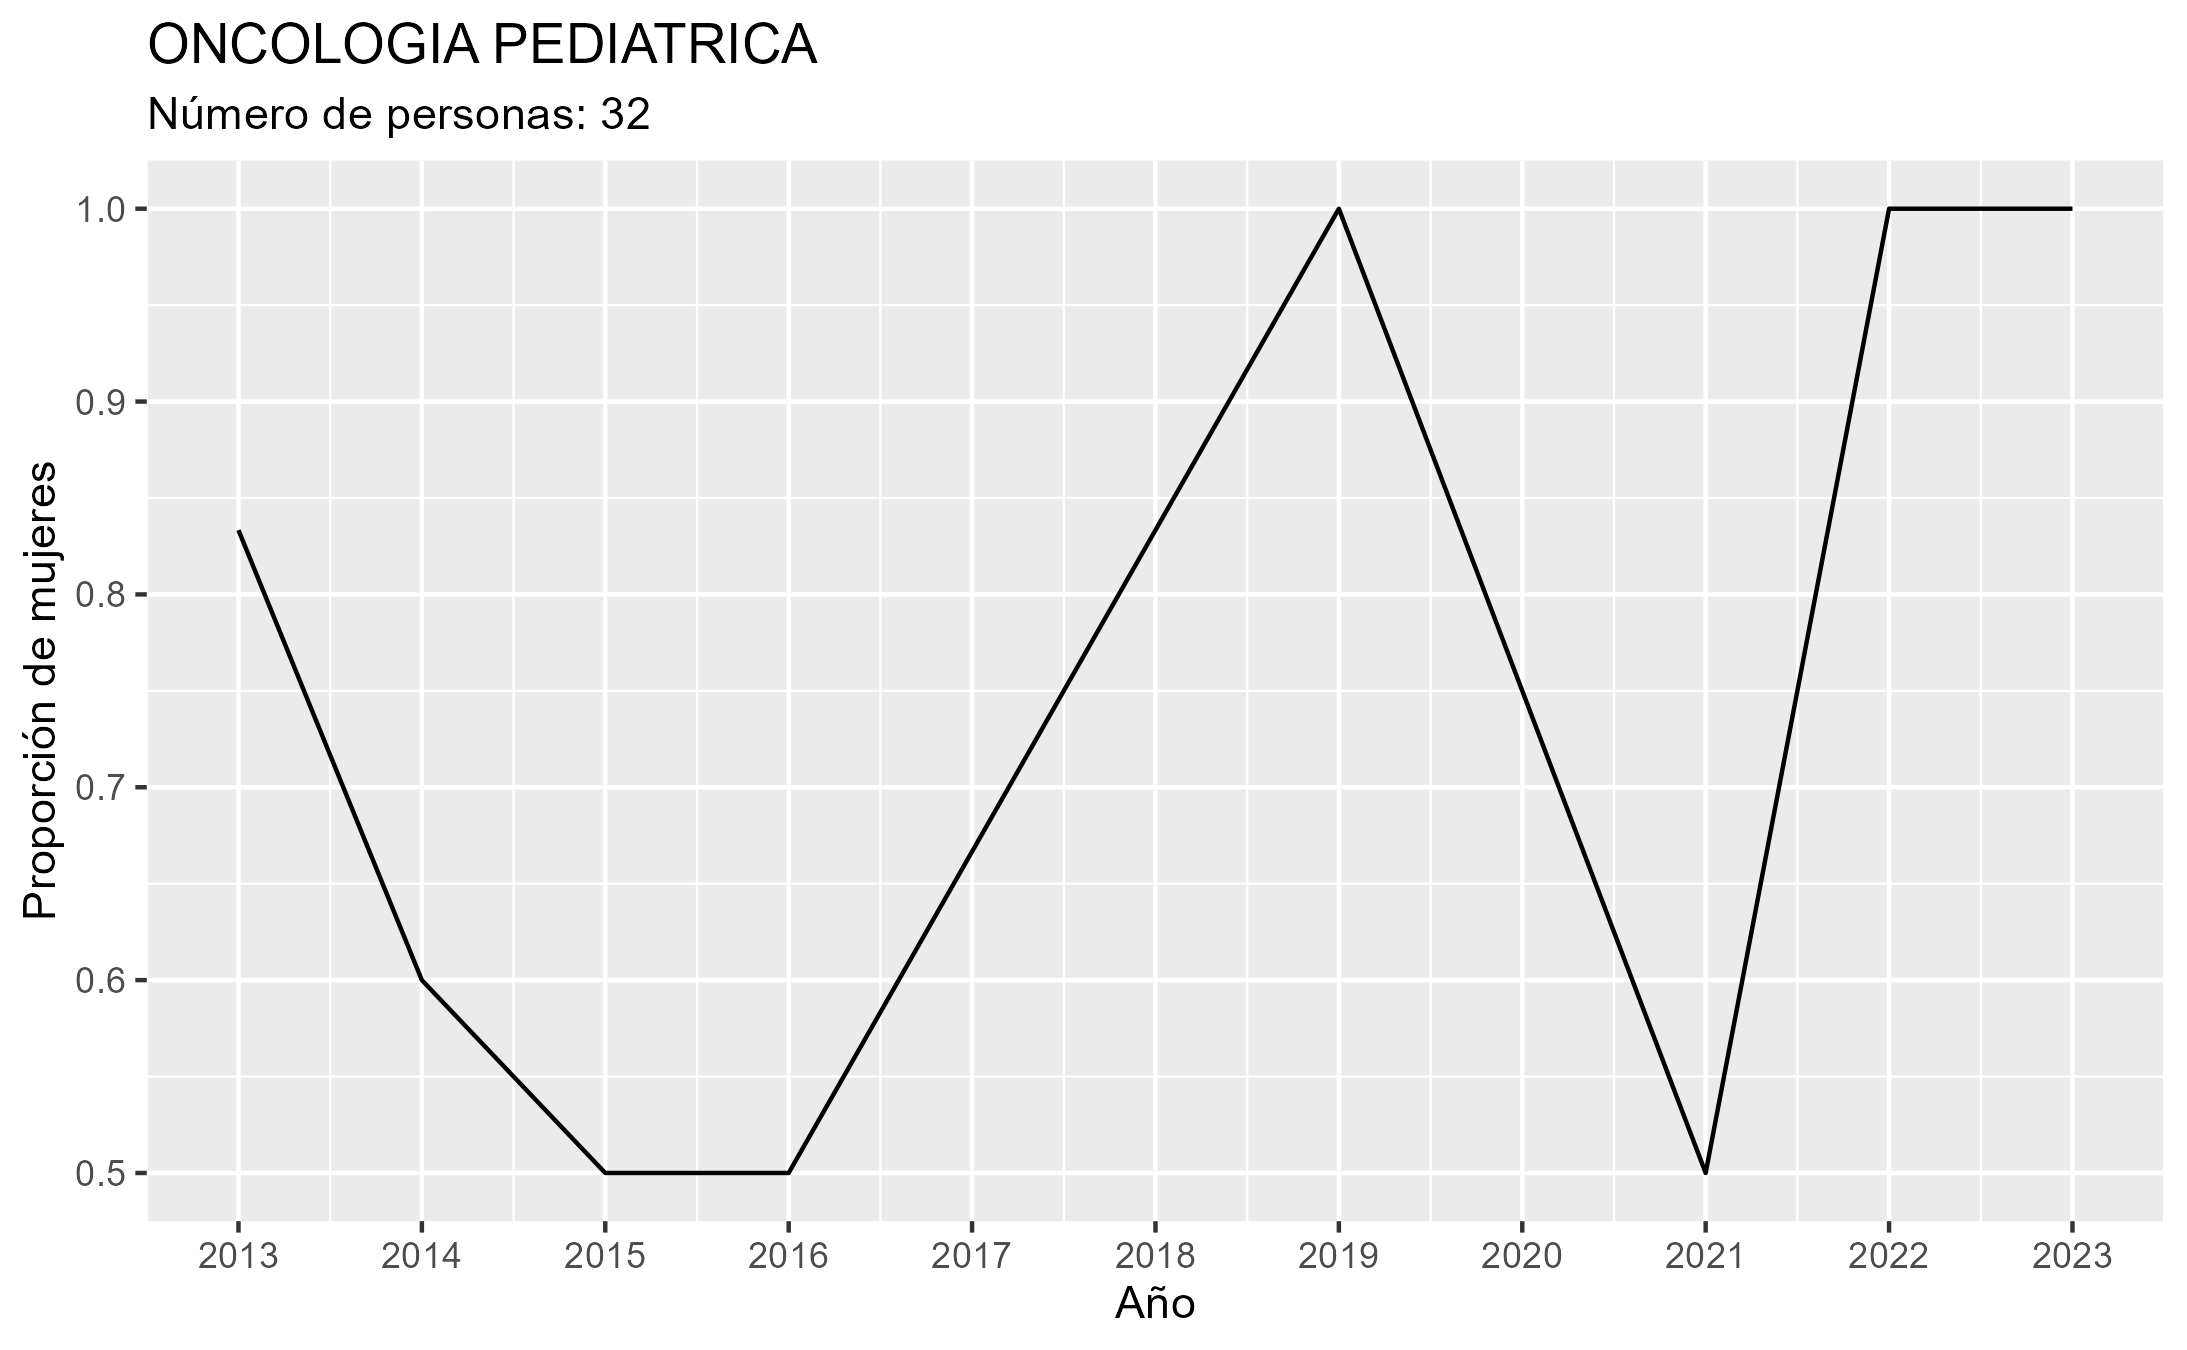 ONCOLOGIA PEDIATRICA
Número de personas: 32
Proporción de mujeres
1.0
0.9
0.8
0.7
0.6
0.5
2013 2014 2015 2016 2017 2018 2019 2020 2021 2022 2023
Año